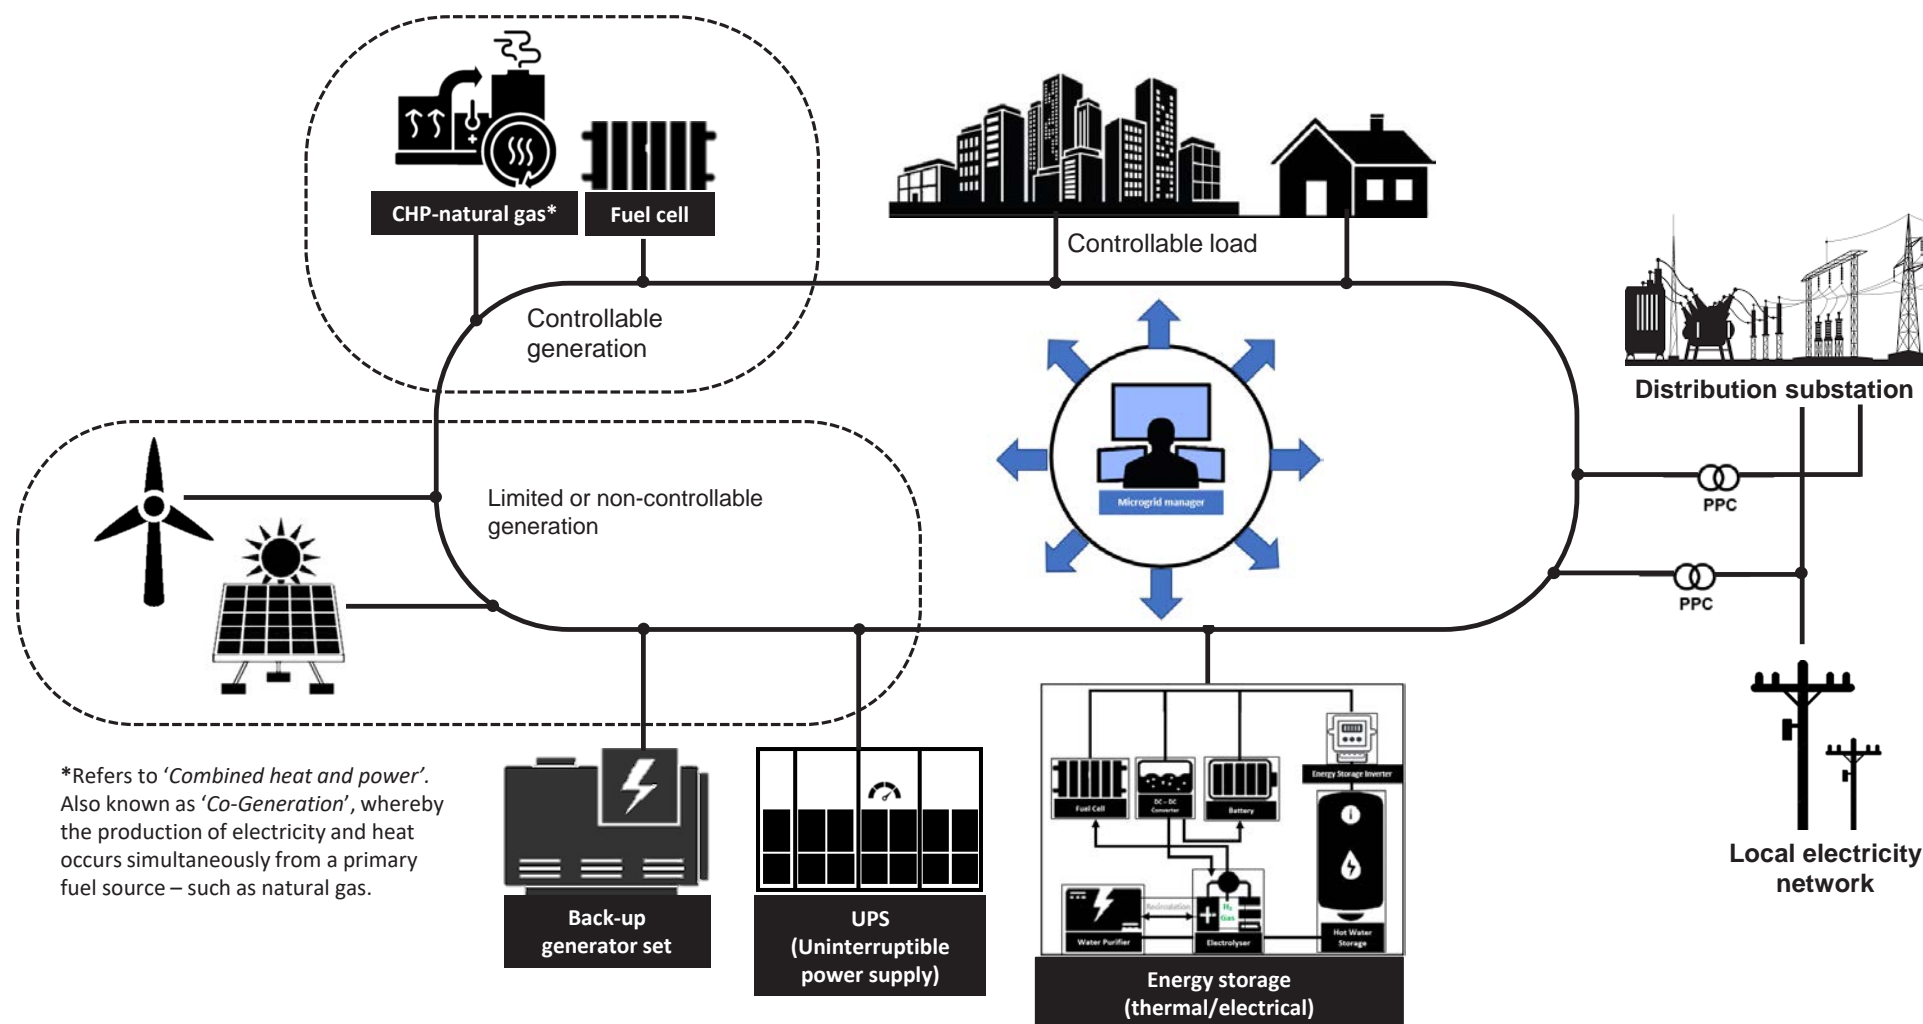 CHP-natural gas*
Fuel cell
Controllable load
Controllable
generation
Distribution substation
Limited or non-controllable
generation
Microgrid manager
PPC
PPC
*Refers to ‘Combined heat and power’.
Also known as ‘Co-Generation’, whereby
the production of electricity and heat
occurs simultaneously from a primary
fuel source – such as natural gas.
Back-up
generator set
UPS
(Uninterruptible
power supply)
Energy Storage Inverter
Fuel Cell
DC – DC
Converter
Battery
Recirculation
H₂
Gas
Water Purifier
Electrolyser
Hot Water
Storage
Energy storage
(thermal/electrical)
Local electricity
network